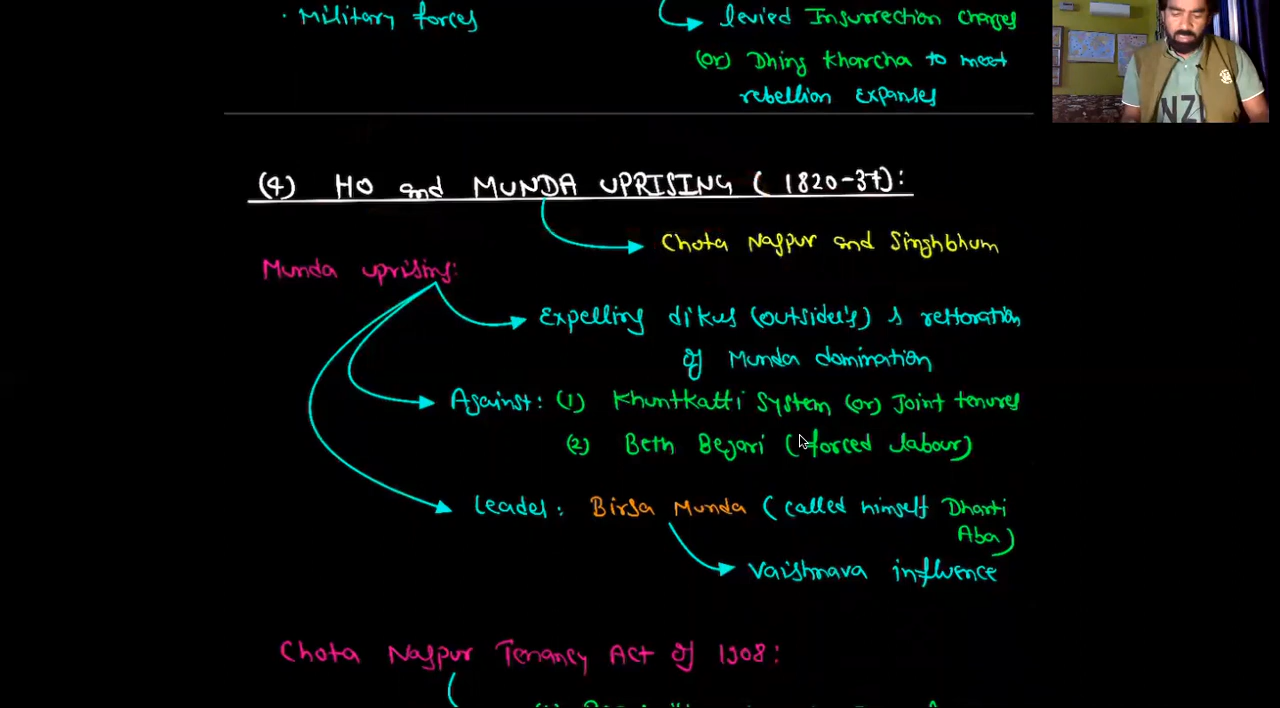 · Military forces
levied Insurrection charges
(or) Dhing Kharcha to meet
rebellion Expanses
(4) HO and MUNDA UPRISING (1820-37):
Chota Nagpur and Singhbhum
Munda uprising:
Expelling dikus (outsider's) & restoration
of Munda domination
Against: (1) Khuntkatti System (or) Joint tenures
(2) Beth Begari (forced labour)
Leader: Birsa Munda (called himself Dharti
Aba)
Vaishnava influence
Chota Nagpur Tenancy Act of 1908:
NZ